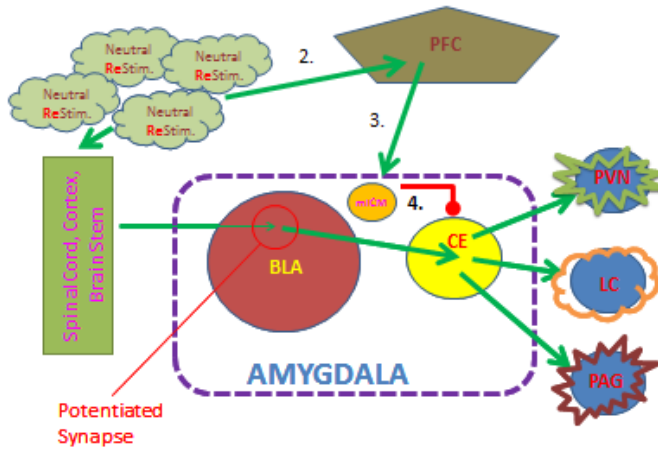 Neutral
ReStim.
Neutral
ReStim.
Neutral
ReStim.
Neutral
ReStim.
2.
PFC
3.
Spinal Cord, Cortex,
Brain Stem
mICM
4.
BLA
CE
PVN
LC
PAG
AMYGDALA
Potentiated
Synapse